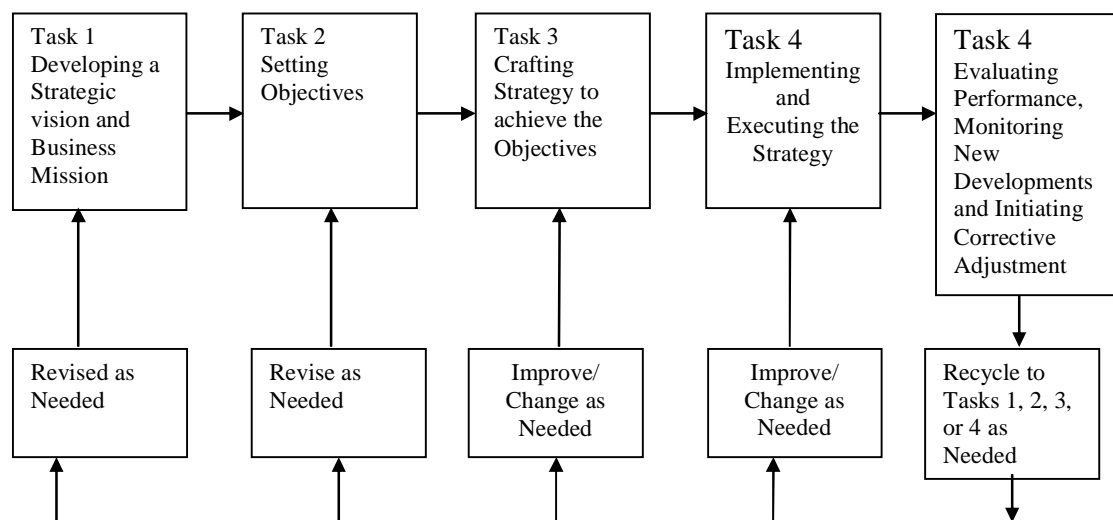 Task 1
Developing a
Strategic
vision and
Business
Mission
Task 2
Setting
Objectives
Task 3
Crafting
Strategy to
achieve the
Objectives
Task 4
Implementing
and
Executing the
Strategy
Task 4
Evaluating
Performance,
Monitoring
New
Developments
and Initiating
Corrective
Adjustment
Revised as
Needed
Revise as
Needed
Improve/
Change as
Needed
Improve/
Change as
Needed
Recycle to
Tasks 1, 2, 3,
or 4 as
Needed